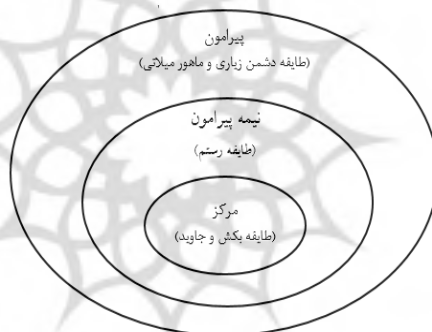 پیرامون
(طایفه دشمن زیاری و ماهور میلاتی)
نیمه پیرامون
(طایفه رستم)
مرکز
(طایفه بکش و جاوید)